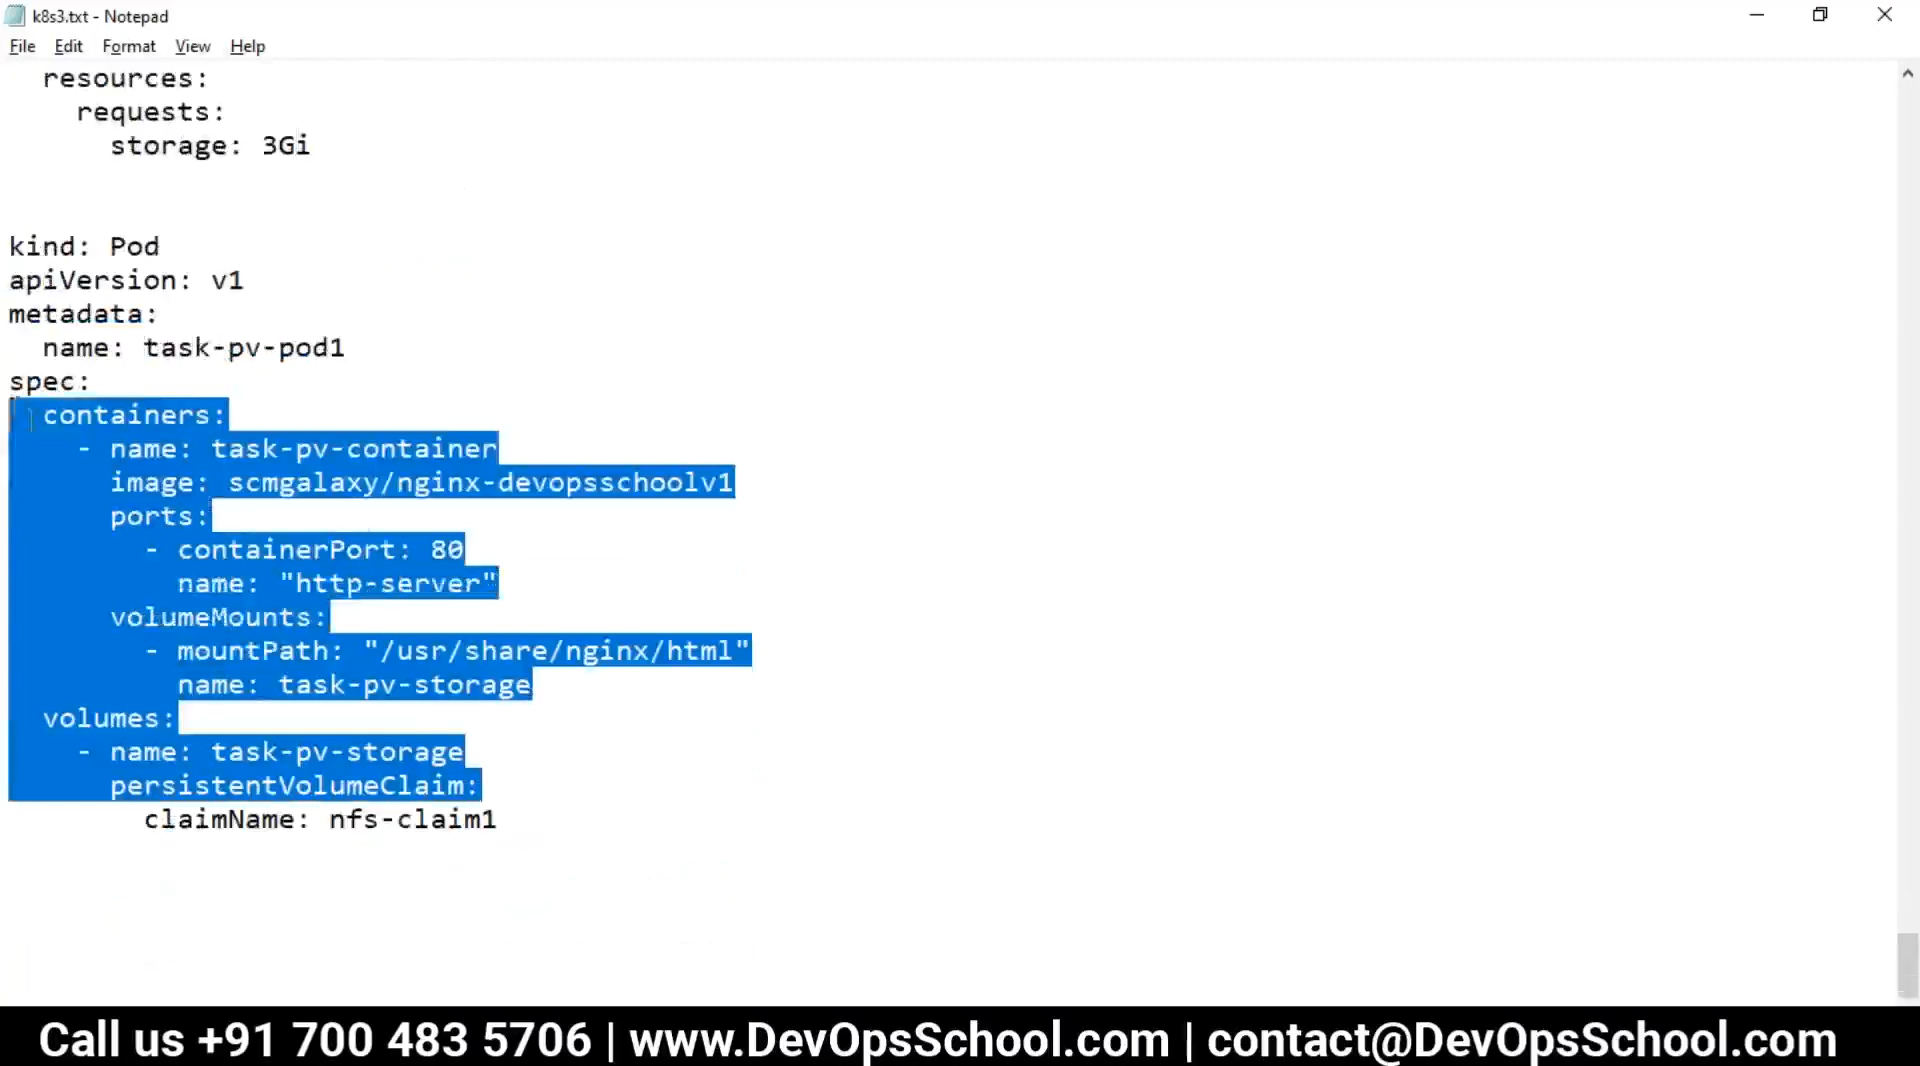 k8s3.txt - Notepad
File Edit Format View Help
resources:
requests:
storage: 3Gi
kind: Pod
apiVersion: v1
metadata:
name: task-pv-pod1
spec:
containers:
- name: task-pv-container
image: scmgalaxy/nginx-devopsschoolv1
ports:
- containerPort: 80
name: "http-server"
volumeMounts:
- mountPath: "/usr/share/nginx/html"
name: task-pv-storage
volumes:
- name: task-pv-storage
persistentVolumeClaim:
claimName: nfs-claim1
Call us +91 700 483 5706 | www.DevOpsSchool.com | contact@DevOpsSchool.com